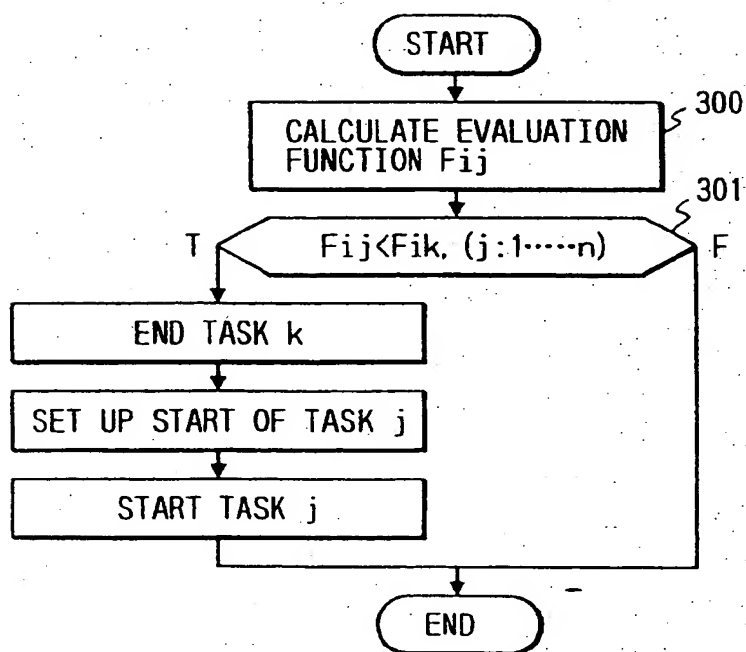 START
CALCULATE EVALUATION
FUNCTION Fij
300
301
T
Fij<Fik, (j:1·····n)
F
END TASK k
SET UP START OF TASK j
START TASK j
END